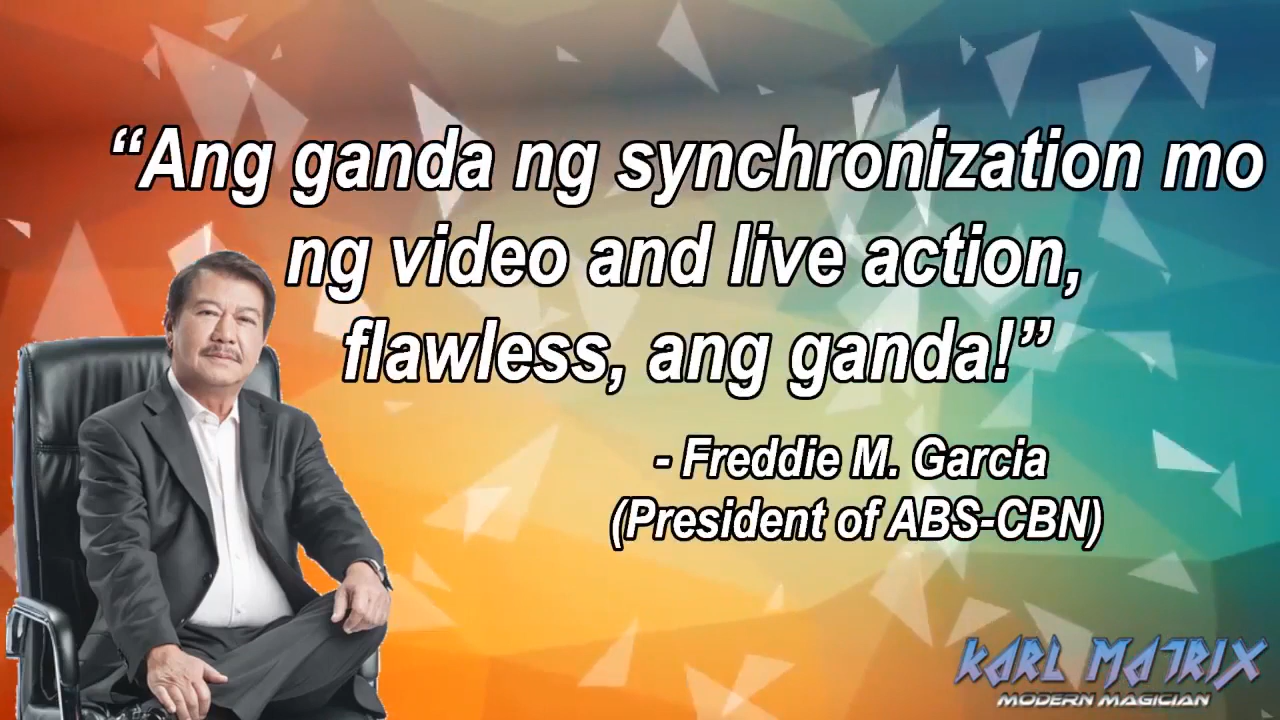 “Ang ganda ng synchronization mo
ng video and live action,
flawless, ang ganda!”
- Freddie M. Garcia
(President of ABS-CBN)
KARL MATRIX
MODERN MAGICIAN